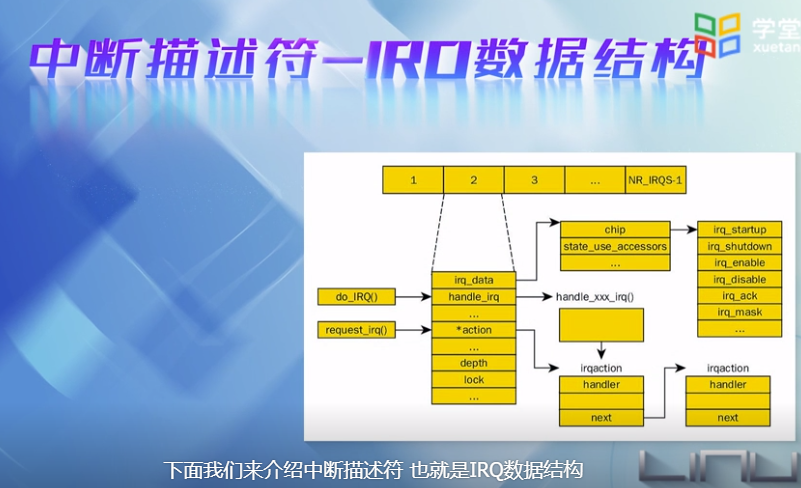 中断描述符-IRQ数据结构
学堂
xuetan
1 2 3 ... NR_IRQS-1
do_IRQ()
request_irq()
irq_data
handle_irq
...
*action
...
depth
lock
...
chip
state_use_accessors
...
irq_startup
irq_shutdown
irq_enable
irq_disable
irq_ack
irq_mask
...
handle_xxx_irq()
irqaction
handler
next
irqaction
handler
next
下面我们来介绍中断描述符 也就是IRQ数据结构